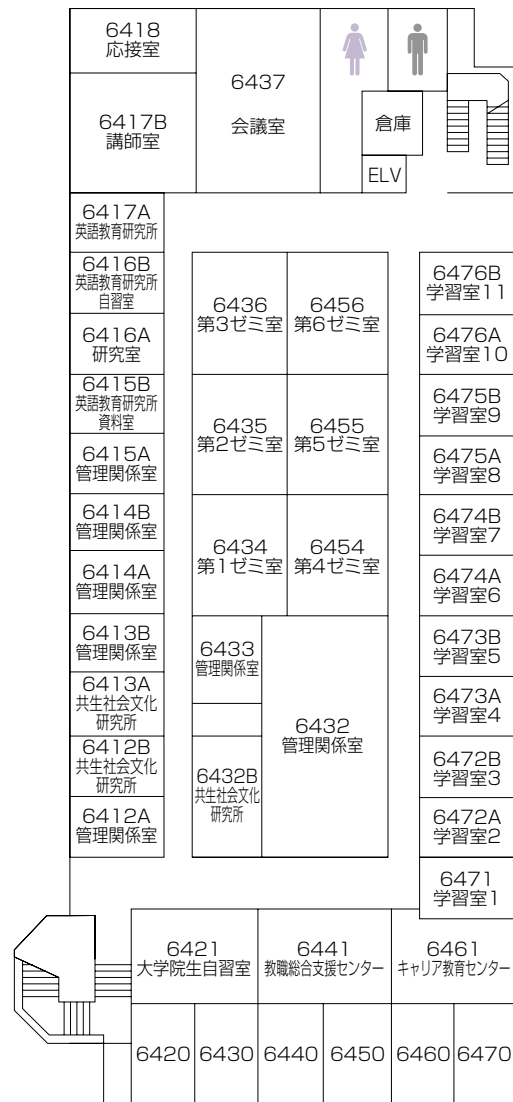 6418
応接室
6417B
講師室
6437
会議室
倉庫
ELV
6417A
英語教育研究所
6416B
英語教育研究所
自習室
6416A
研究室
6415B
英語教育研究所
資料室
6415A
管理関係室
6414B
管理関係室
6414A
管理関係室
6413B
管理関係室
6413A
共生社会文化
研究所
6412B
共生社会文化
研究所
6412A
管理関係室
6436
第3ゼミ室
6456
第6ゼミ室
6435
第2ゼミ室
6455
第5ゼミ室
6434
第1ゼミ室
6454
第4ゼミ室
6433
管理関係室
6432
管理関係室
6432B
共生社会文化
研究所
6476B
学習室11
6476A
学習室10
6475B
学習室9
6475A
学習室8
6474B
学習室7
6474A
学習室6
6473B
学習室5
6473A
学習室4
6472B
学習室3
6472A
学習室2
6471
学習室1
6421
大学院生自習室
6441
教職総合支援センター
6461
キャリア教育センター
6420
6430
6440
6450
6460
6470